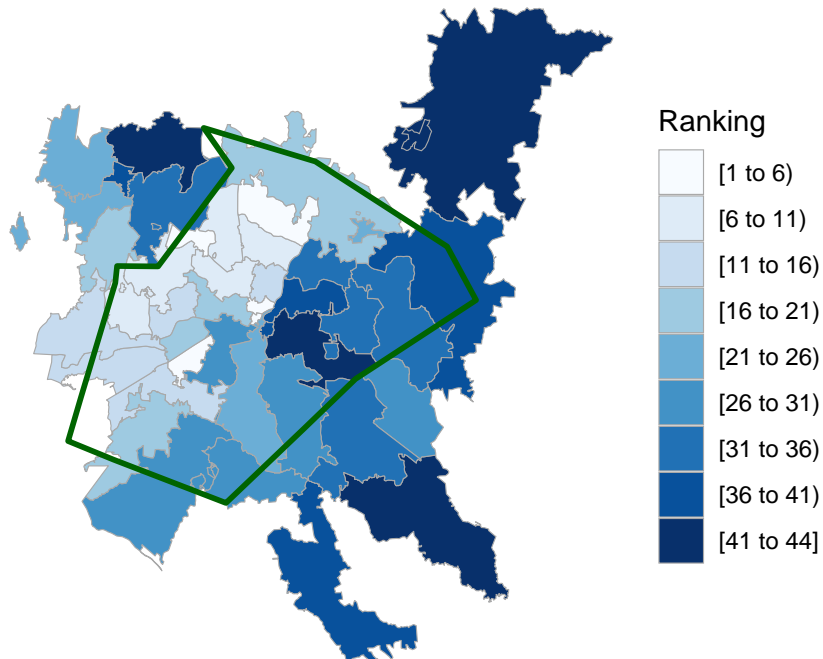 Ranking
[1 to 6)
[6 to 11)
[11 to 16)
[16 to 21)
[21 to 26)
[26 to 31)
[31 to 36)
[36 to 41)
[41 to 44]